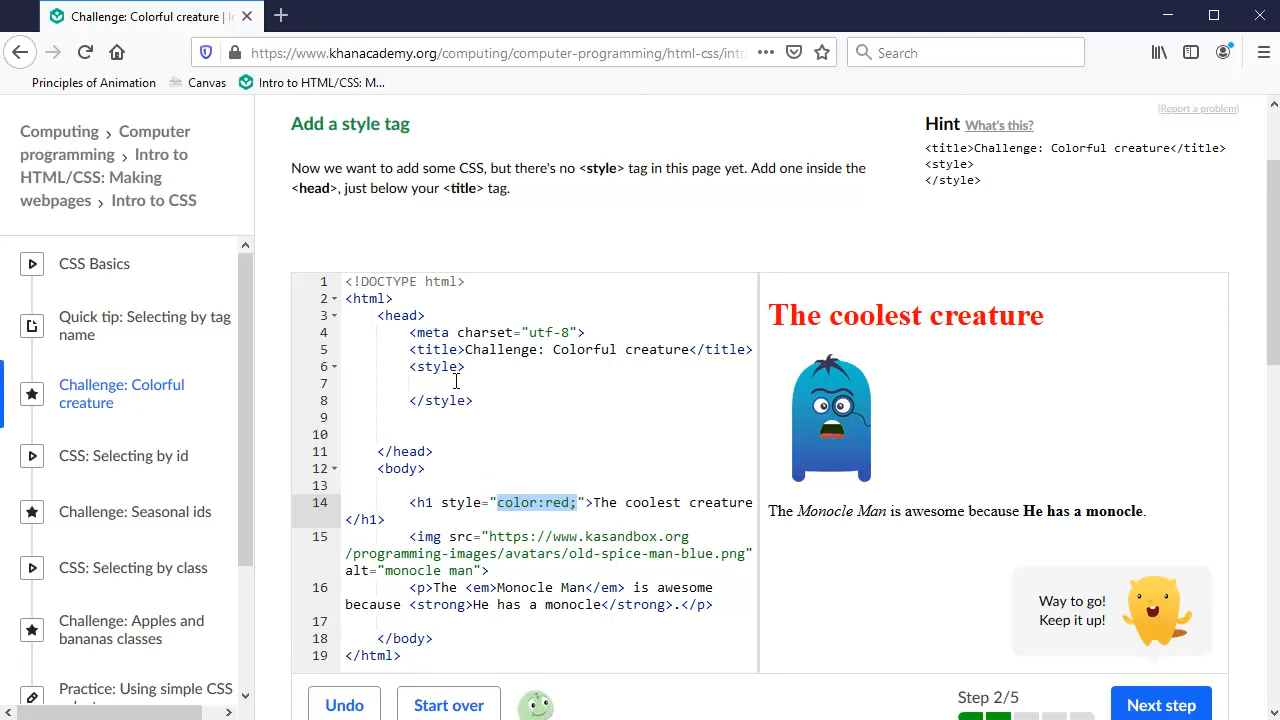 Challenge: Colorful creature | I
https://www.khanacademy.org/computing/computer-programming/html-css/intr
Search
Principles of Animation
Canvas
Intro to HTML/CSS: M...
Computing > Computer
programming > Intro to
HTML/CSS: Making
webpages > Intro to CSS
CSS Basics
Quick tip: Selecting by tag
name
Challenge: Colorful
creature
CSS: Selecting by id
Challenge: Seasonal ids
CSS: Selecting by class
Challenge: Apples and
bananas classes
Practice: Using simple CSS
(Report a problem)
Add a style tag
Now we want to add some CSS, but there's no <style> tag in this page yet. Add one inside the
<head>, just below your <title> tag.
Hint What's this?
<title>Challenge: Colorful creature</title>
<style>
</style>
1 <!DOCTYPE html>
2 <html>
3 <head>
4 <meta charset="utf-8">
5 <title>Challenge: Colorful creature</title>
6 <style>
7
8 </style>
9
10
11 </head>
12 <body>
13
14 <h1 style="color:red;">The coolest creature
</h1>
15 <img src="https://www.kasandbox.org
/programming-images/avatars/old-spice-man-blue.png"
alt="monocle man">
16 <p>The <em>Monocle Man</em> is awesome
because <strong>He has a monocle</strong>.</p>
17
18 </body>
19 </html>
The coolest creature
The Monocle Man is awesome because He has a monocle.
Way to go!
Keep it up!
Undo
Start over
Step 2/5
Next step